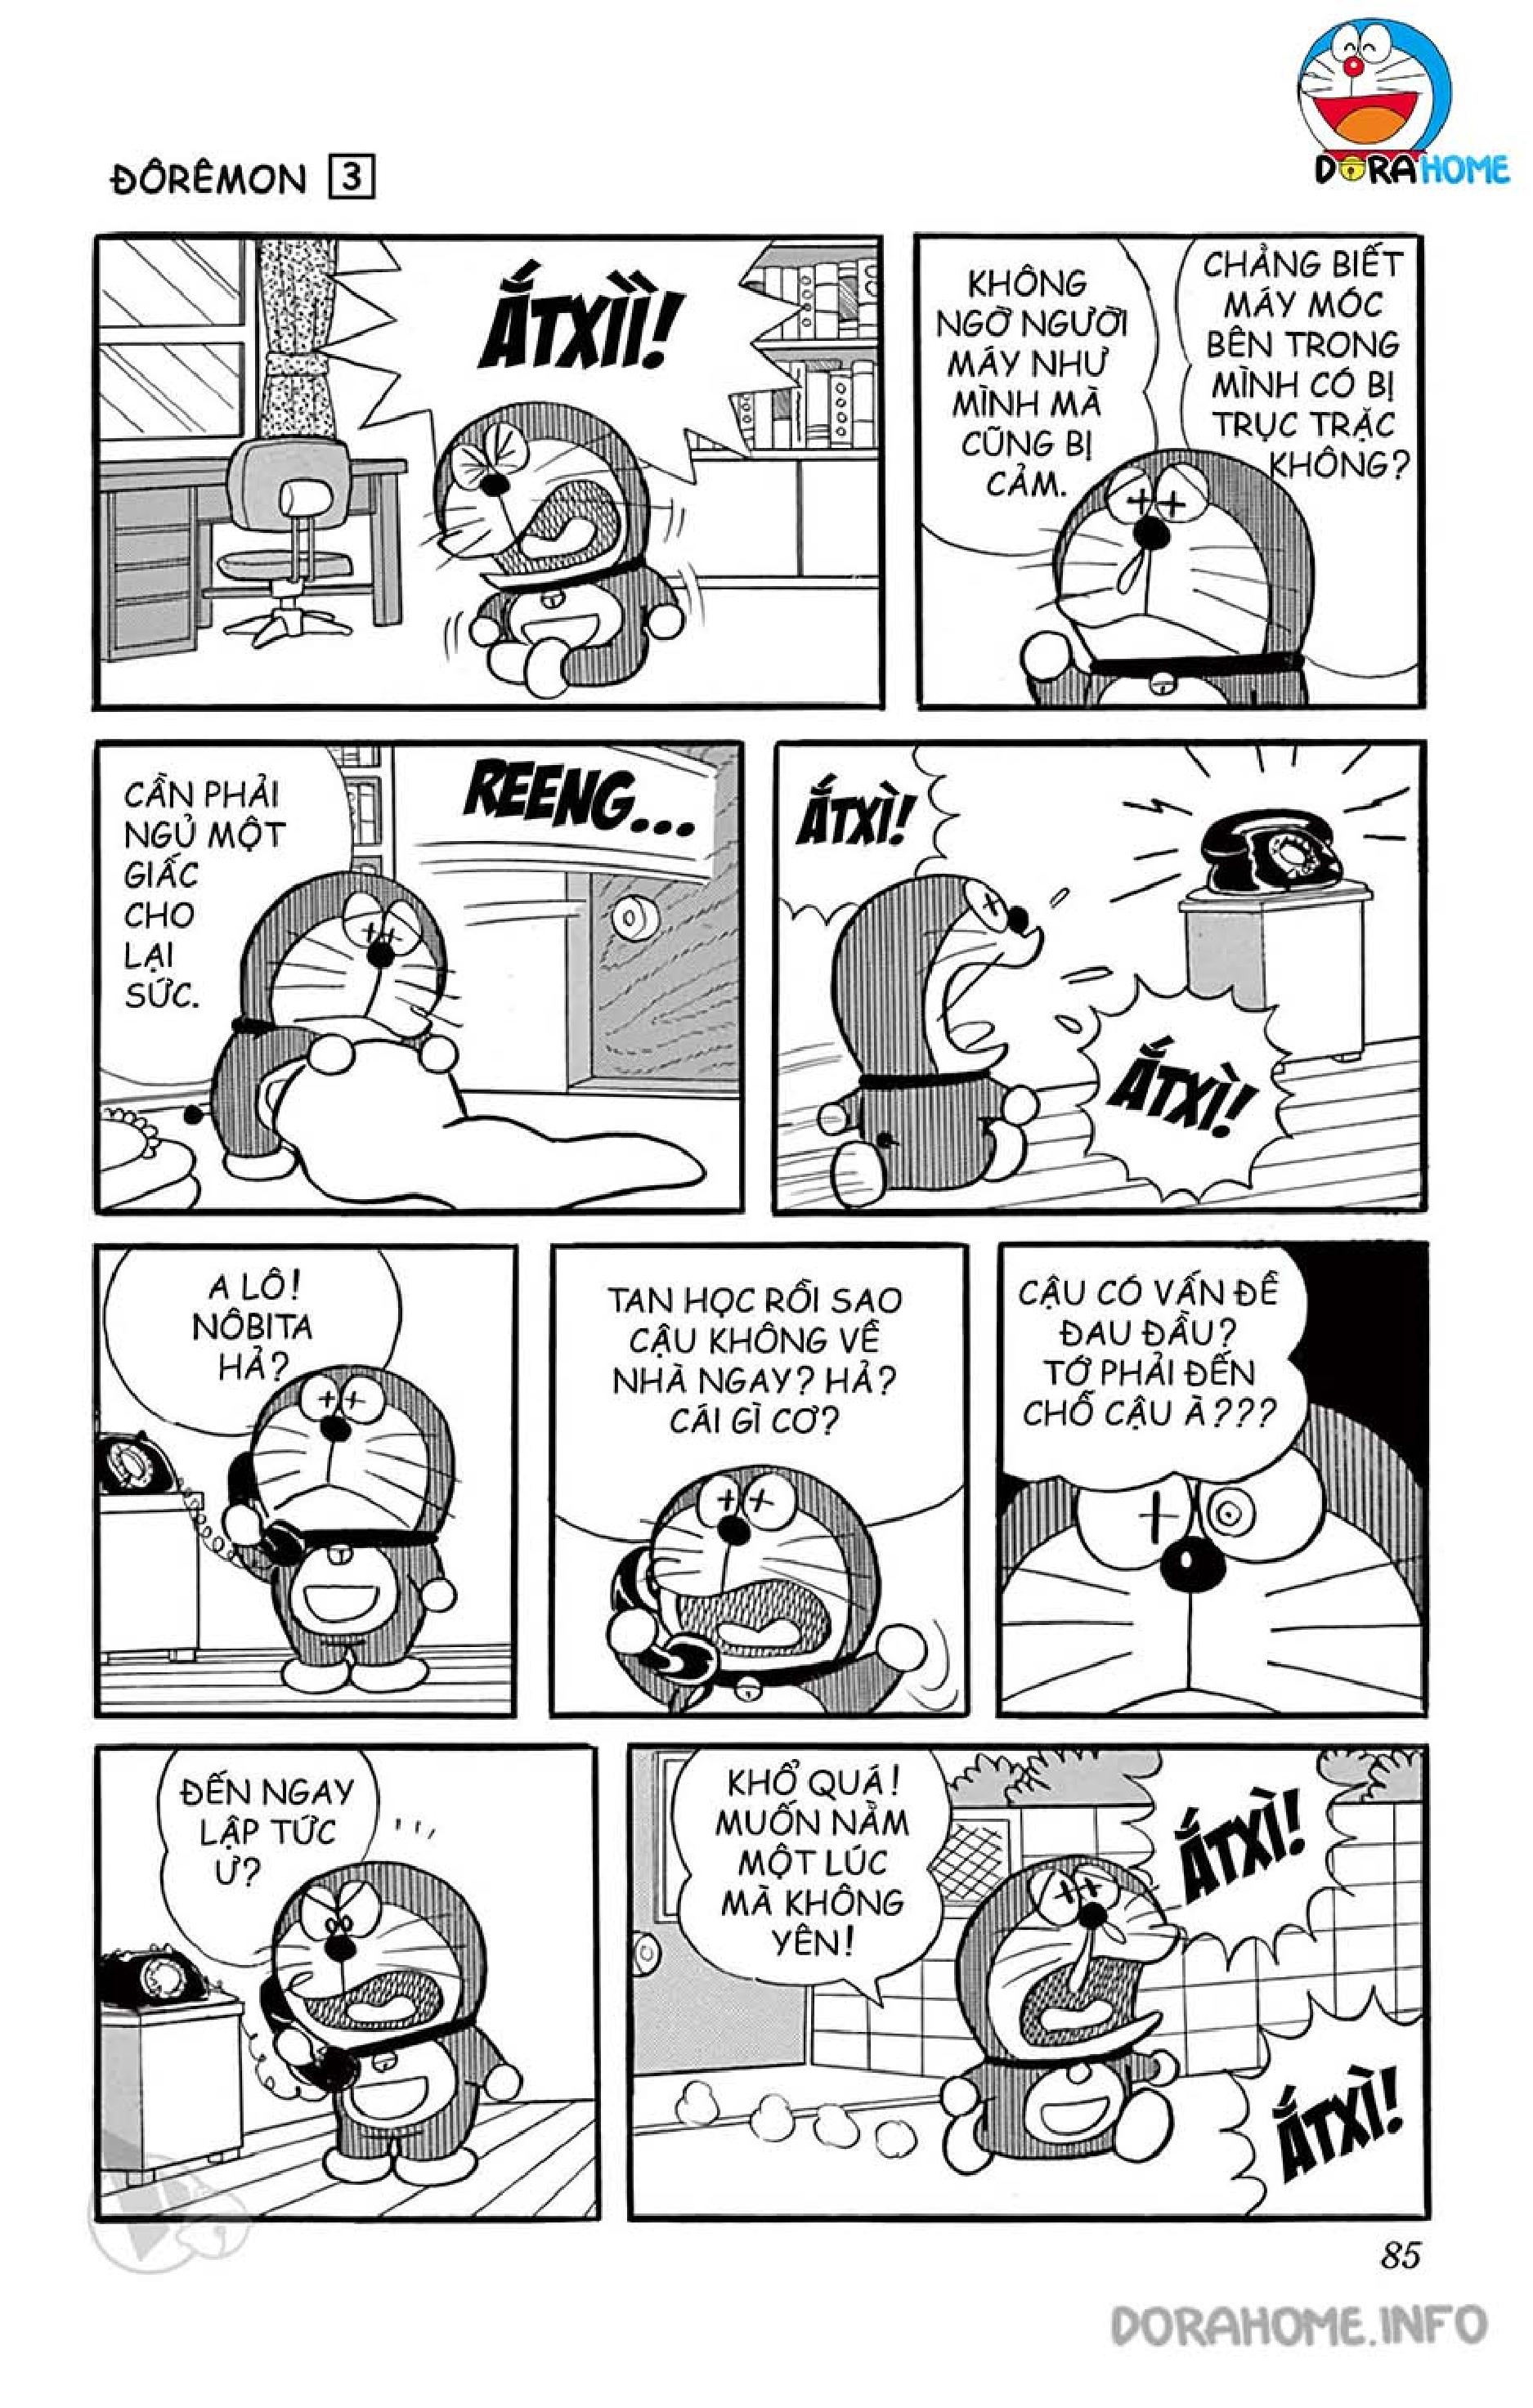 DORAHOME
ĐÔRÊMON 3
ẮTXÌÌ!
KHÔNG
NGỜ NGƯỜI
MÁY NHƯ
MÌNH MÀ
CŨNG BỊ
CẢM.
CHẲNG BIẾT
MÁY MÓC
BÊN TRONG
MÌNH CÓ BỊ
TRỤC TRẶC
KHÔNG?
CẦN PHẢI
NGỦ MỘT
GIẤC
CHO
LẠI
SỨC.
REENG...
ẮTXÌ!
ẮTXÌ!
A LÔ!
NÔBITA
HẢ?
TAN HỌC RỒI SAO
CẬU KHÔNG VỀ
NHÀ NGAY? HẢ?
CÁI GÌ CƠ?
CẬU CÓ VẤN ĐỀ
ĐAU ĐẦU?
TỚ PHẢI ĐẾN
CHỖ CẬU À???
ĐẾN NGAY
LẬP TỨC
Ư?
KHỔ QUÁ!
MUỐN NẰM
MỘT LÚC
MÀ KHÔNG
YÊN!
ẮTXÌ!
ẮTXÌ!
85
DORAHOME.INFO